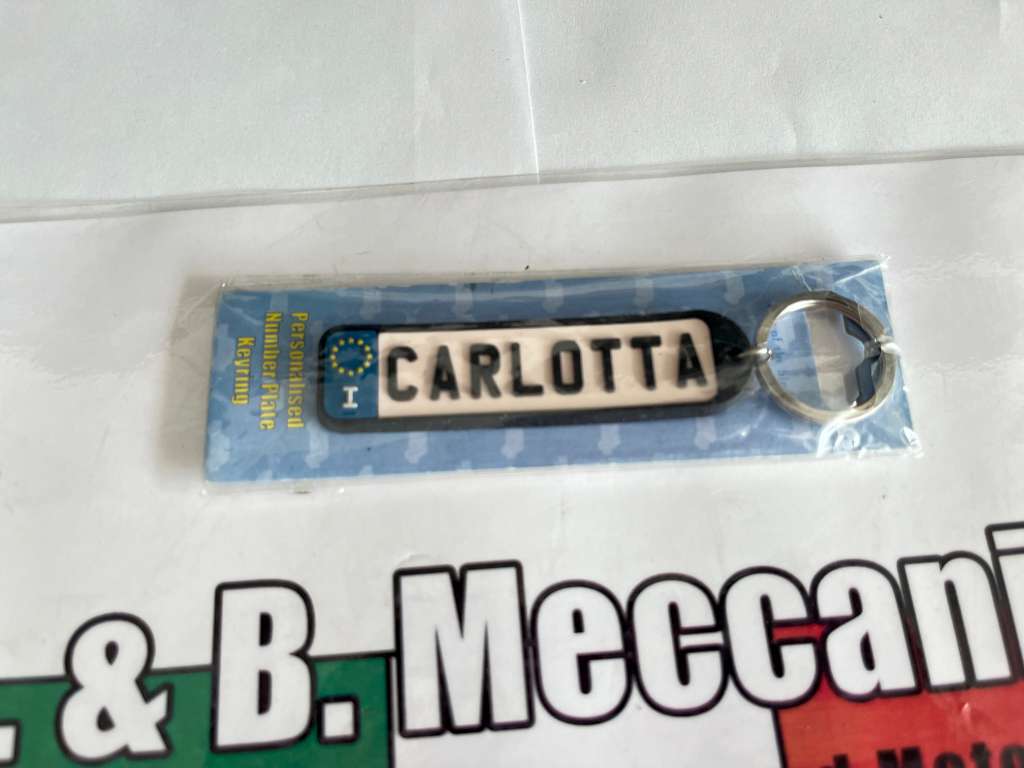 Personalised
Number Plate
Keyring
I
CARLOTTA
. & B. Meccani